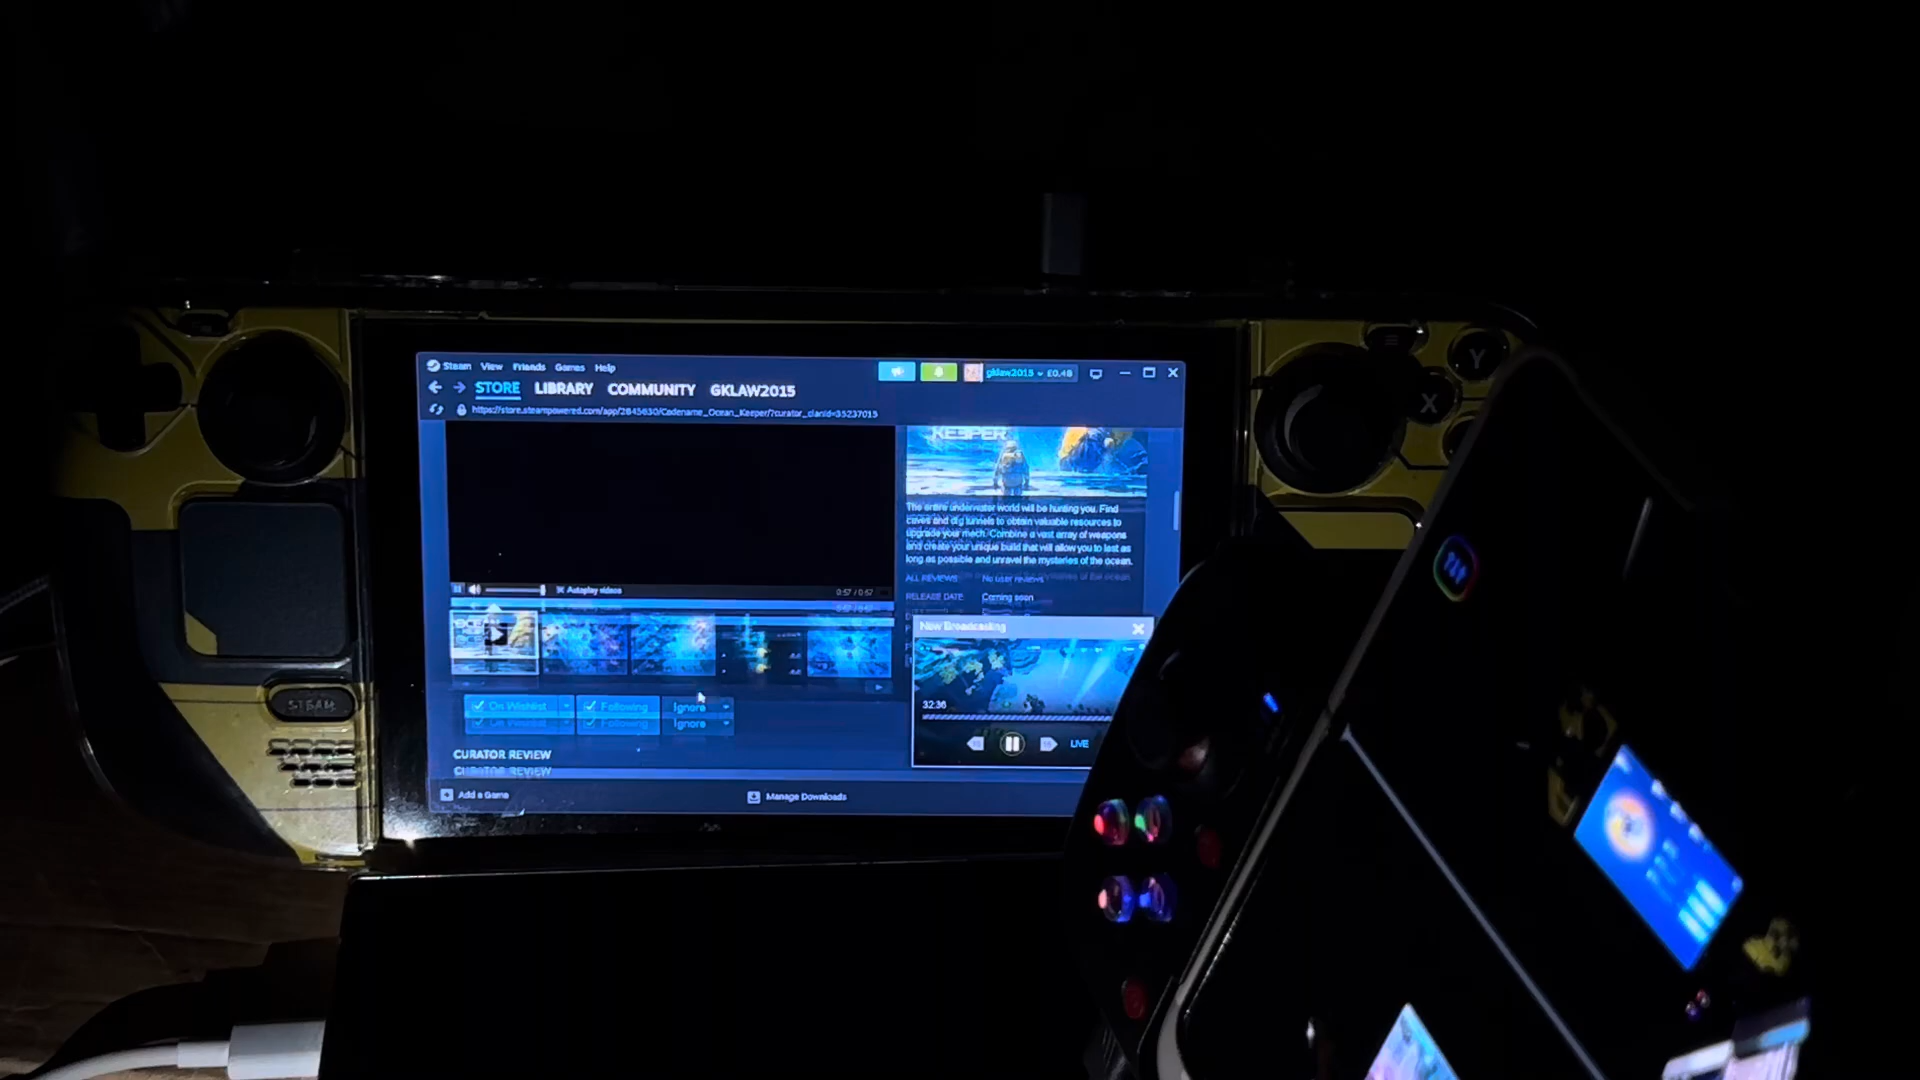 Steam View Friends Games Help
gklaw2015 £0.48
STORE LIBRARY COMMUNITY GKLAW2015
https://store.steampowered.com/app/2845630/Codename_Ocean_Keeper/?curator_clanid=35237015
KEEPER
The entire underwater world will be hunting you. Find
caves and dig tunnels to obtain valuable resources to
upgrade your mech. Combine a vast array of weapons
and create your unique build that will allow you to last as
long as possible and unravel the mysteries of the ocean.
ALL REVIEWS: No user reviews
RELEASE DATE: Coming soon
Autoplay videos
0:57 / 0:57
Now Broadcasting
32:36
LIVE
On Wishlist Following Ignore
CURATOR REVIEW
Add a Game Manage Downloads
STEAM
Y
X